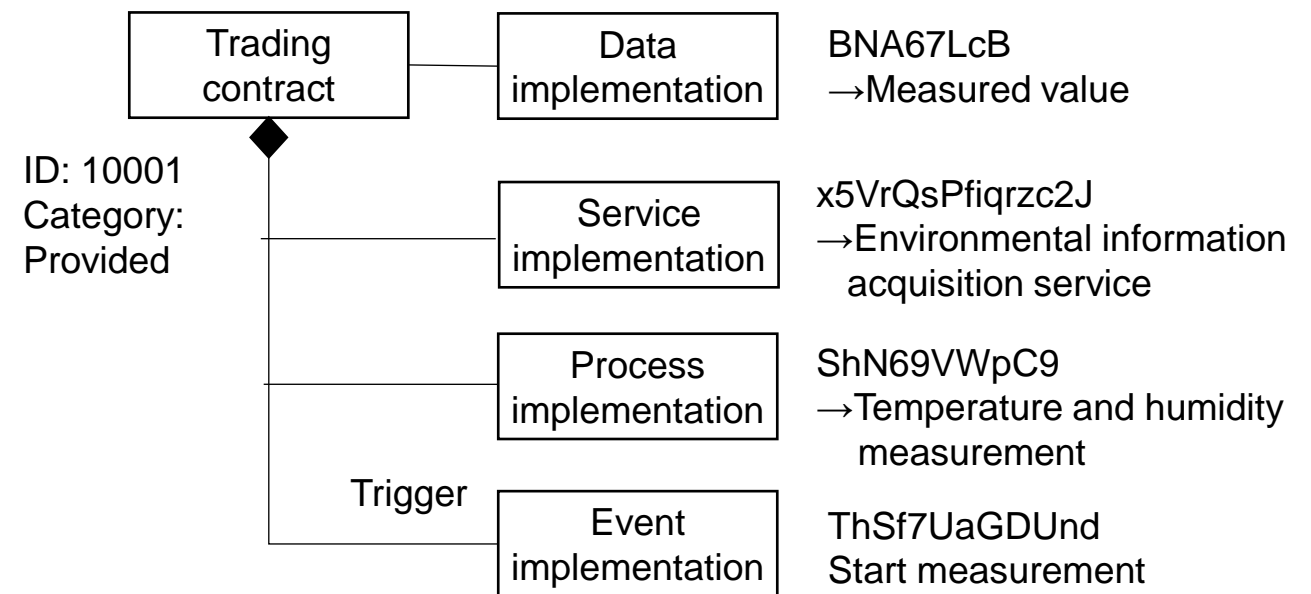 Trading
contract
Data
implementation
BNA67LcB
→Measured value
ID: 10001
Category:
Provided
Service
implementation
x5VrQsPfiqrzc2J
→Environmental information
acquisition service
Process
implementation
ShN69VWpC9
→Temperature and humidity
measurement
Trigger
Event
implementation
ThSf7UaGDUnd
Start measurement